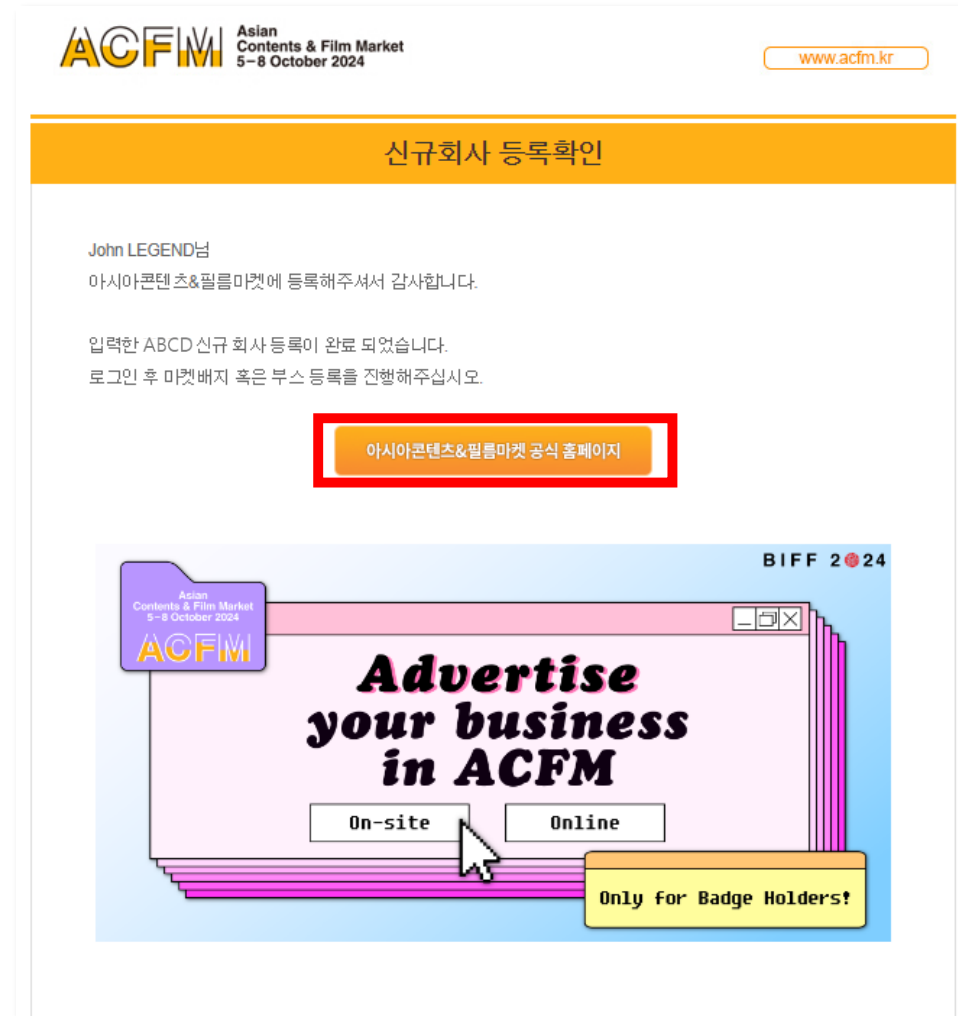 ACFM
Asian
Contents & Film Market
5–8 October 2024
www.acfm.kr
신규회사 등록확인
John LEGEND님
아시아콘텐츠&필름마켓에 등록해주셔서 감사합니다.
입력한 ABCD 신규 회사 등록이 완료 되었습니다.
로그인 후 마켓배지 혹은 부스 등록을 진행해주십시오.
아시아콘텐츠&필름마켓 공식 홈페이지
BIFF 2024
Asian
Contents & Film Market
5–8 October 2024
ACFM
Advertise
your business
in ACFM
On-site
Online
Only for Badge Holders!